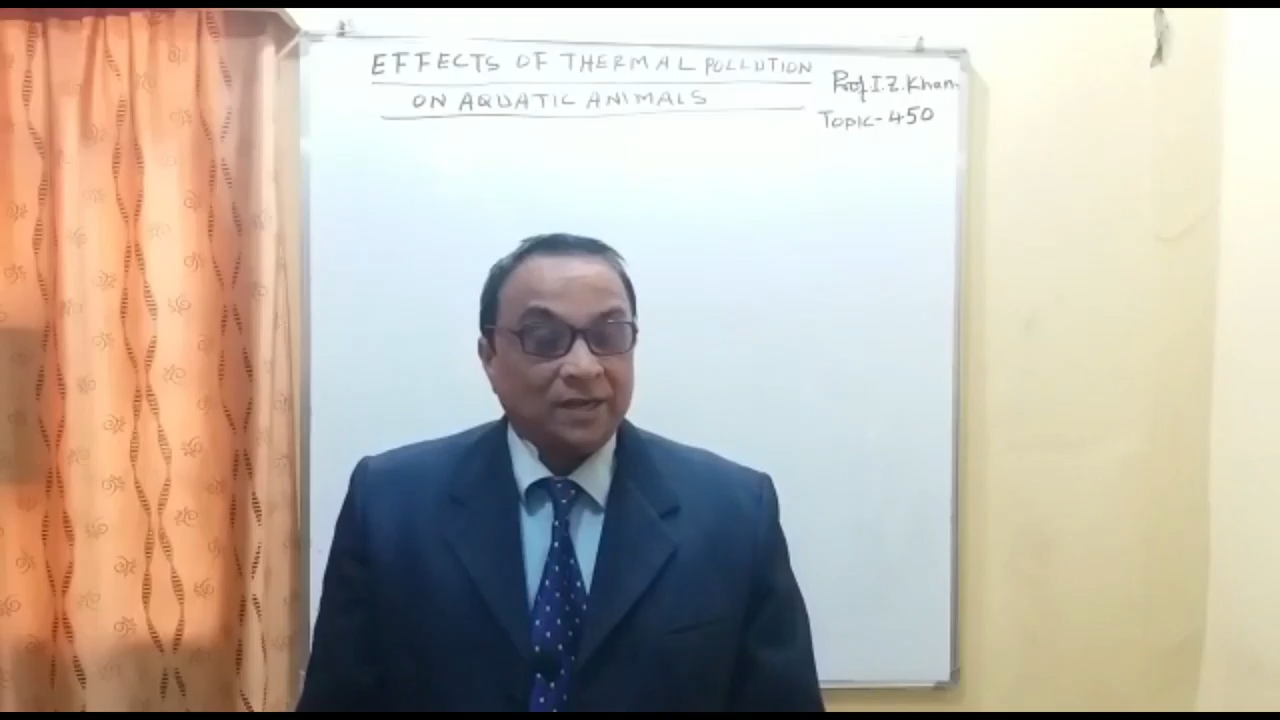 EFFECTS OF THERMAL POLLUTION
ON AQUATIC ANIMALS
Prof. I.Z. Khan
Topic-450